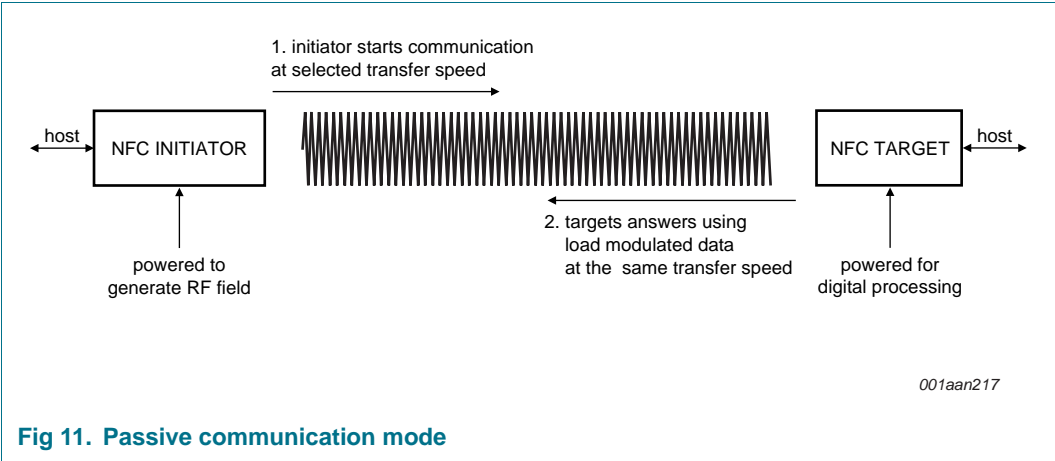 1. initiator starts communication
at selected transfer speed
host
NFC INITIATOR
NFC TARGET
host
2. targets answers using
load modulated data
at the same transfer speed
powered to
generate RF field
powered for
digital processing
001aan217
Fig 11. Passive communication mode